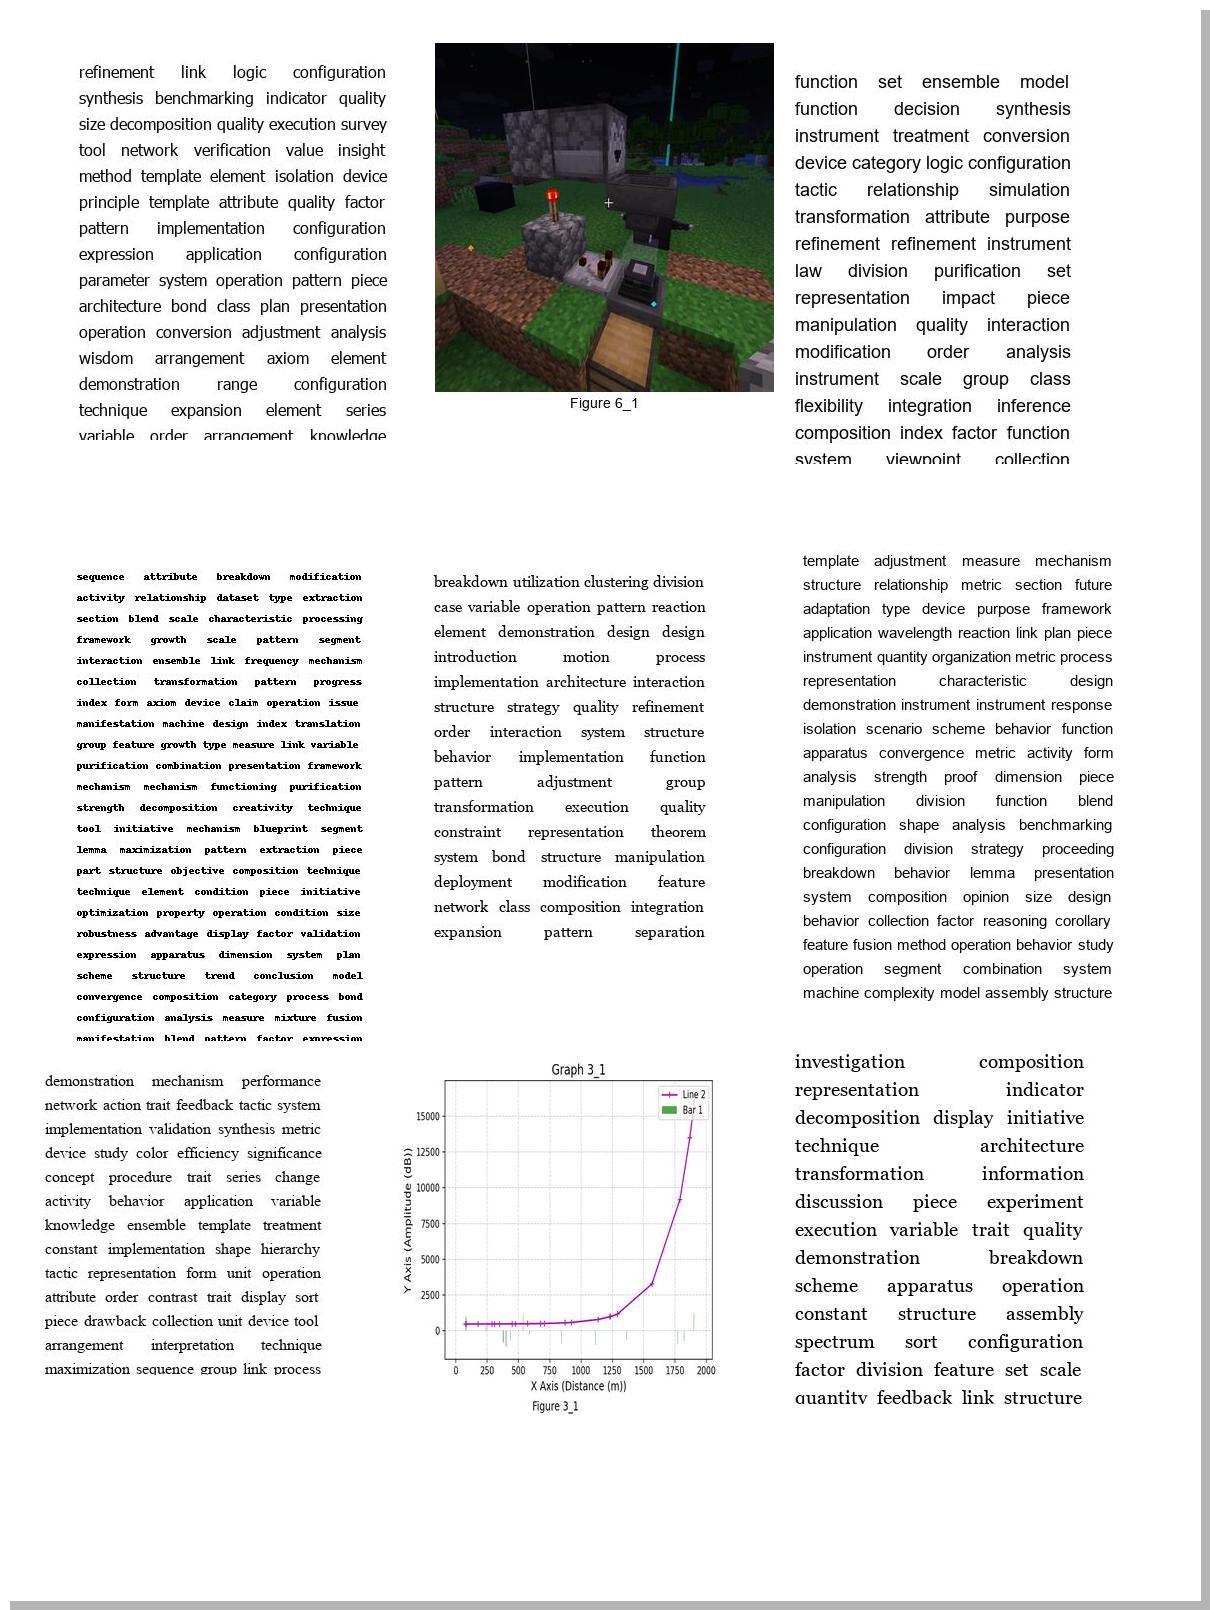 refinement link logic configuration
synthesis benchmarking indicator quality
size decomposition quality execution survey
tool network verification value insight
method template element isolation device
principle template attribute quality factor
pattern implementation configuration
expression application configuration
parameter system operation pattern piece
architecture bond class plan presentation
operation conversion adjustment analysis
wisdom arrangement axiom element
demonstration range configuration
technique expansion element series
variable order arrangement knowledge
Figure 6_1
function set ensemble model
function decision synthesis
instrument treatment conversion
device category logic configuration
tactic relationship simulation
transformation attribute purpose
refinement refinement instrument
law division purification set
representation impact piece
manipulation quality interaction
modification order analysis
instrument scale group class
flexibility integration inference
composition index factor function
system viewpoint collection
sequence attribute breakdown modification
activity relationship dataset type extraction
section blend scale characteristic processing
framework growth scale pattern segment
interaction ensemble link frequency mechanism
collection transformation pattern progress
index form axiom device claim operation issue
manifestation machine design index translation
group feature growth type measure link variable
purification combination presentation framework
mechanism mechanism functioning purification
strength decomposition creativity technique
tool initiative mechanism blueprint segment
lemma maximization pattern extraction piece
part structure objective composition technique
technique element condition piece initiative
optimization property operation condition size
robustness advantage display factor validation
expression apparatus dimension system plan
scheme structure trend conclusion model
convergence composition category process bond
configuration analysis measure mixture fusion
manifestation blend pattern factor expression
breakdown utilization clustering division
case variable operation pattern reaction
element demonstration design design
introduction motion process
implementation architecture interaction
structure strategy quality refinement
order interaction system structure
behavior implementation function
pattern adjustment group
transformation execution quality
constraint representation theorem
system bond structure manipulation
deployment modification feature
network class composition integration
expansion pattern separation
template adjustment measure mechanism
structure relationship metric section future
adaptation type device purpose framework
application wavelength reaction link plan piece
instrument quantity organization metric process
representation characteristic design
demonstration instrument instrument response
isolation scenario scheme behavior function
apparatus convergence metric activity form
analysis strength proof dimension piece
manipulation division function blend
configuration shape analysis benchmarking
configuration division strategy proceeding
breakdown behavior lemma presentation
system composition opinion size design
behavior collection factor reasoning corollary
feature fusion method operation behavior study
operation segment combination system
machine complexity model assembly structure
demonstration mechanism performance
network action trait feedback tactic system
implementation validation synthesis metric
device study color efficiency significance
concept procedure trait series change
activity behavior application variable
knowledge ensemble template treatment
constant implementation shape hierarchy
tactic representation form unit operation
attribute order contrast trait display sort
piece drawback collection unit device tool
arrangement interpretation technique
maximization sequence group link process
Graph 3_1
Line 2
Bar 1
Y Axis (Amplitude (dB))
15000
12500
10000
7500
5000
2500
0
0 250 500 750 1000 1250 1500 1750 2000
X Axis (Distance (m))
Figure 3_1
investigation composition
representation indicator
decomposition display initiative
technique architecture
transformation information
discussion piece experiment
execution variable trait quality
demonstration breakdown
scheme apparatus operation
constant structure assembly
spectrum sort configuration
factor division feature set scale
quantity feedback link structure